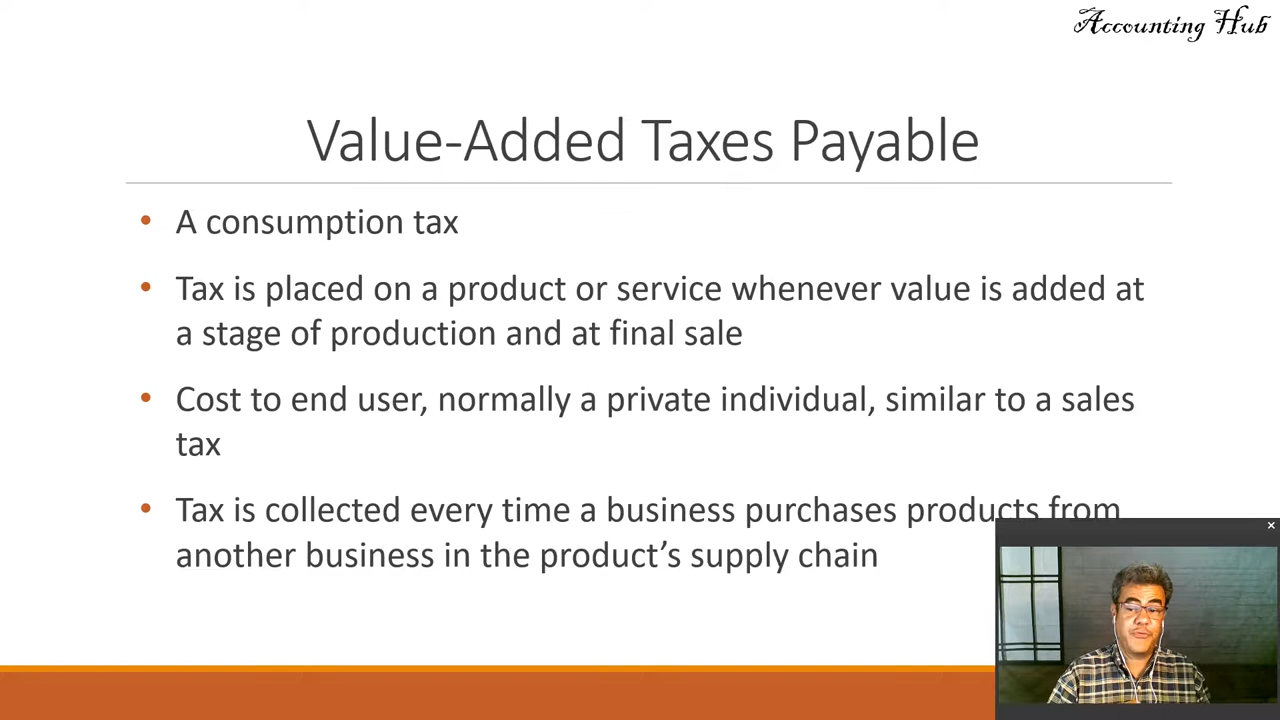 Accounting Hub
Value-Added Taxes Payable
• A consumption tax
• Tax is placed on a product or service whenever value is added at
a stage of production and at final sale
• Cost to end user, normally a private individual, similar to a sales
tax
• Tax is collected every time a business purchases products from
another business in the product’s supply chain